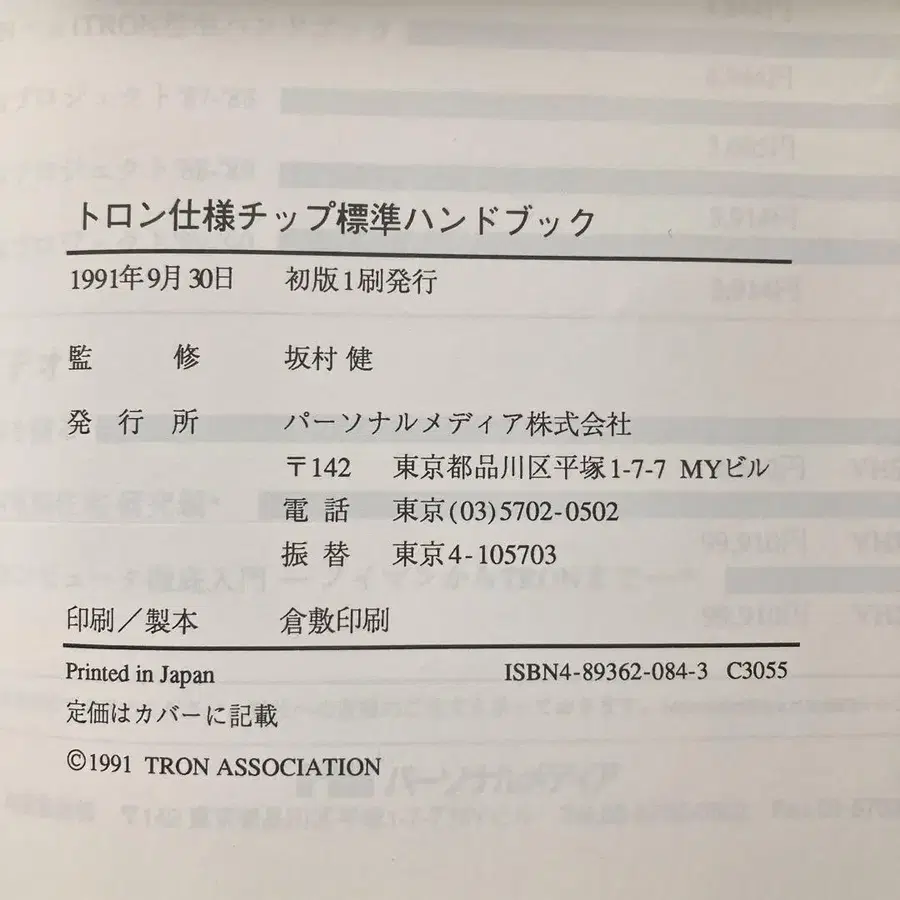 トロン仕様チップ標準ハンドブック
1991年9月30日 初版1刷発行
監 修 坂村 健
発 行 所 パーソナルメディア株式会社
〒142 東京都品川区平塚1-7-7 MYビル
電 話 東京(03)5702-0502
振 替 東京4-105703
印刷／製本 倉敷印刷
Printed in Japan ISBN4-89362-084-3 C3055
定価はカバーに記載
©1991 TRON ASSOCIATION